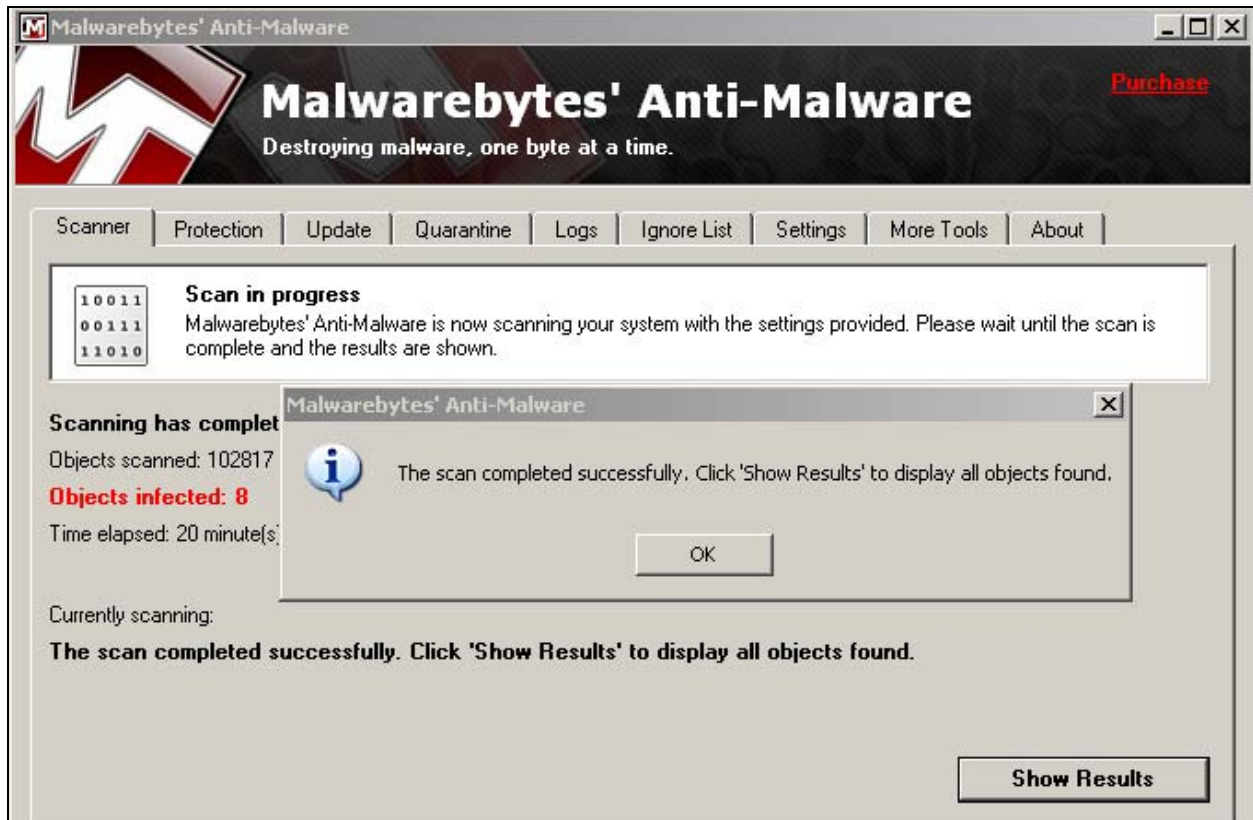 Malwarebytes' Anti-Malware
Malwarebytes' Anti-Malware
Purchase
Destroying malware, one byte at a time.
Scanner Protection Update Quarantine Logs Ignore List Settings More Tools About
10011
00111
11010
Scan in progress
Malwarebytes' Anti-Malware is now scanning your system with the settings provided. Please wait until the scan is
complete and the results are shown.
Malwarebytes' Anti-Malware
The scan completed successfully. Click 'Show Results' to display all objects found.
OK
Scanning has complet
Objects scanned: 102817
Objects infected: 8
Time elapsed: 20 minute(s)
Currently scanning:
The scan completed successfully. Click 'Show Results' to display all objects found.
Show Results